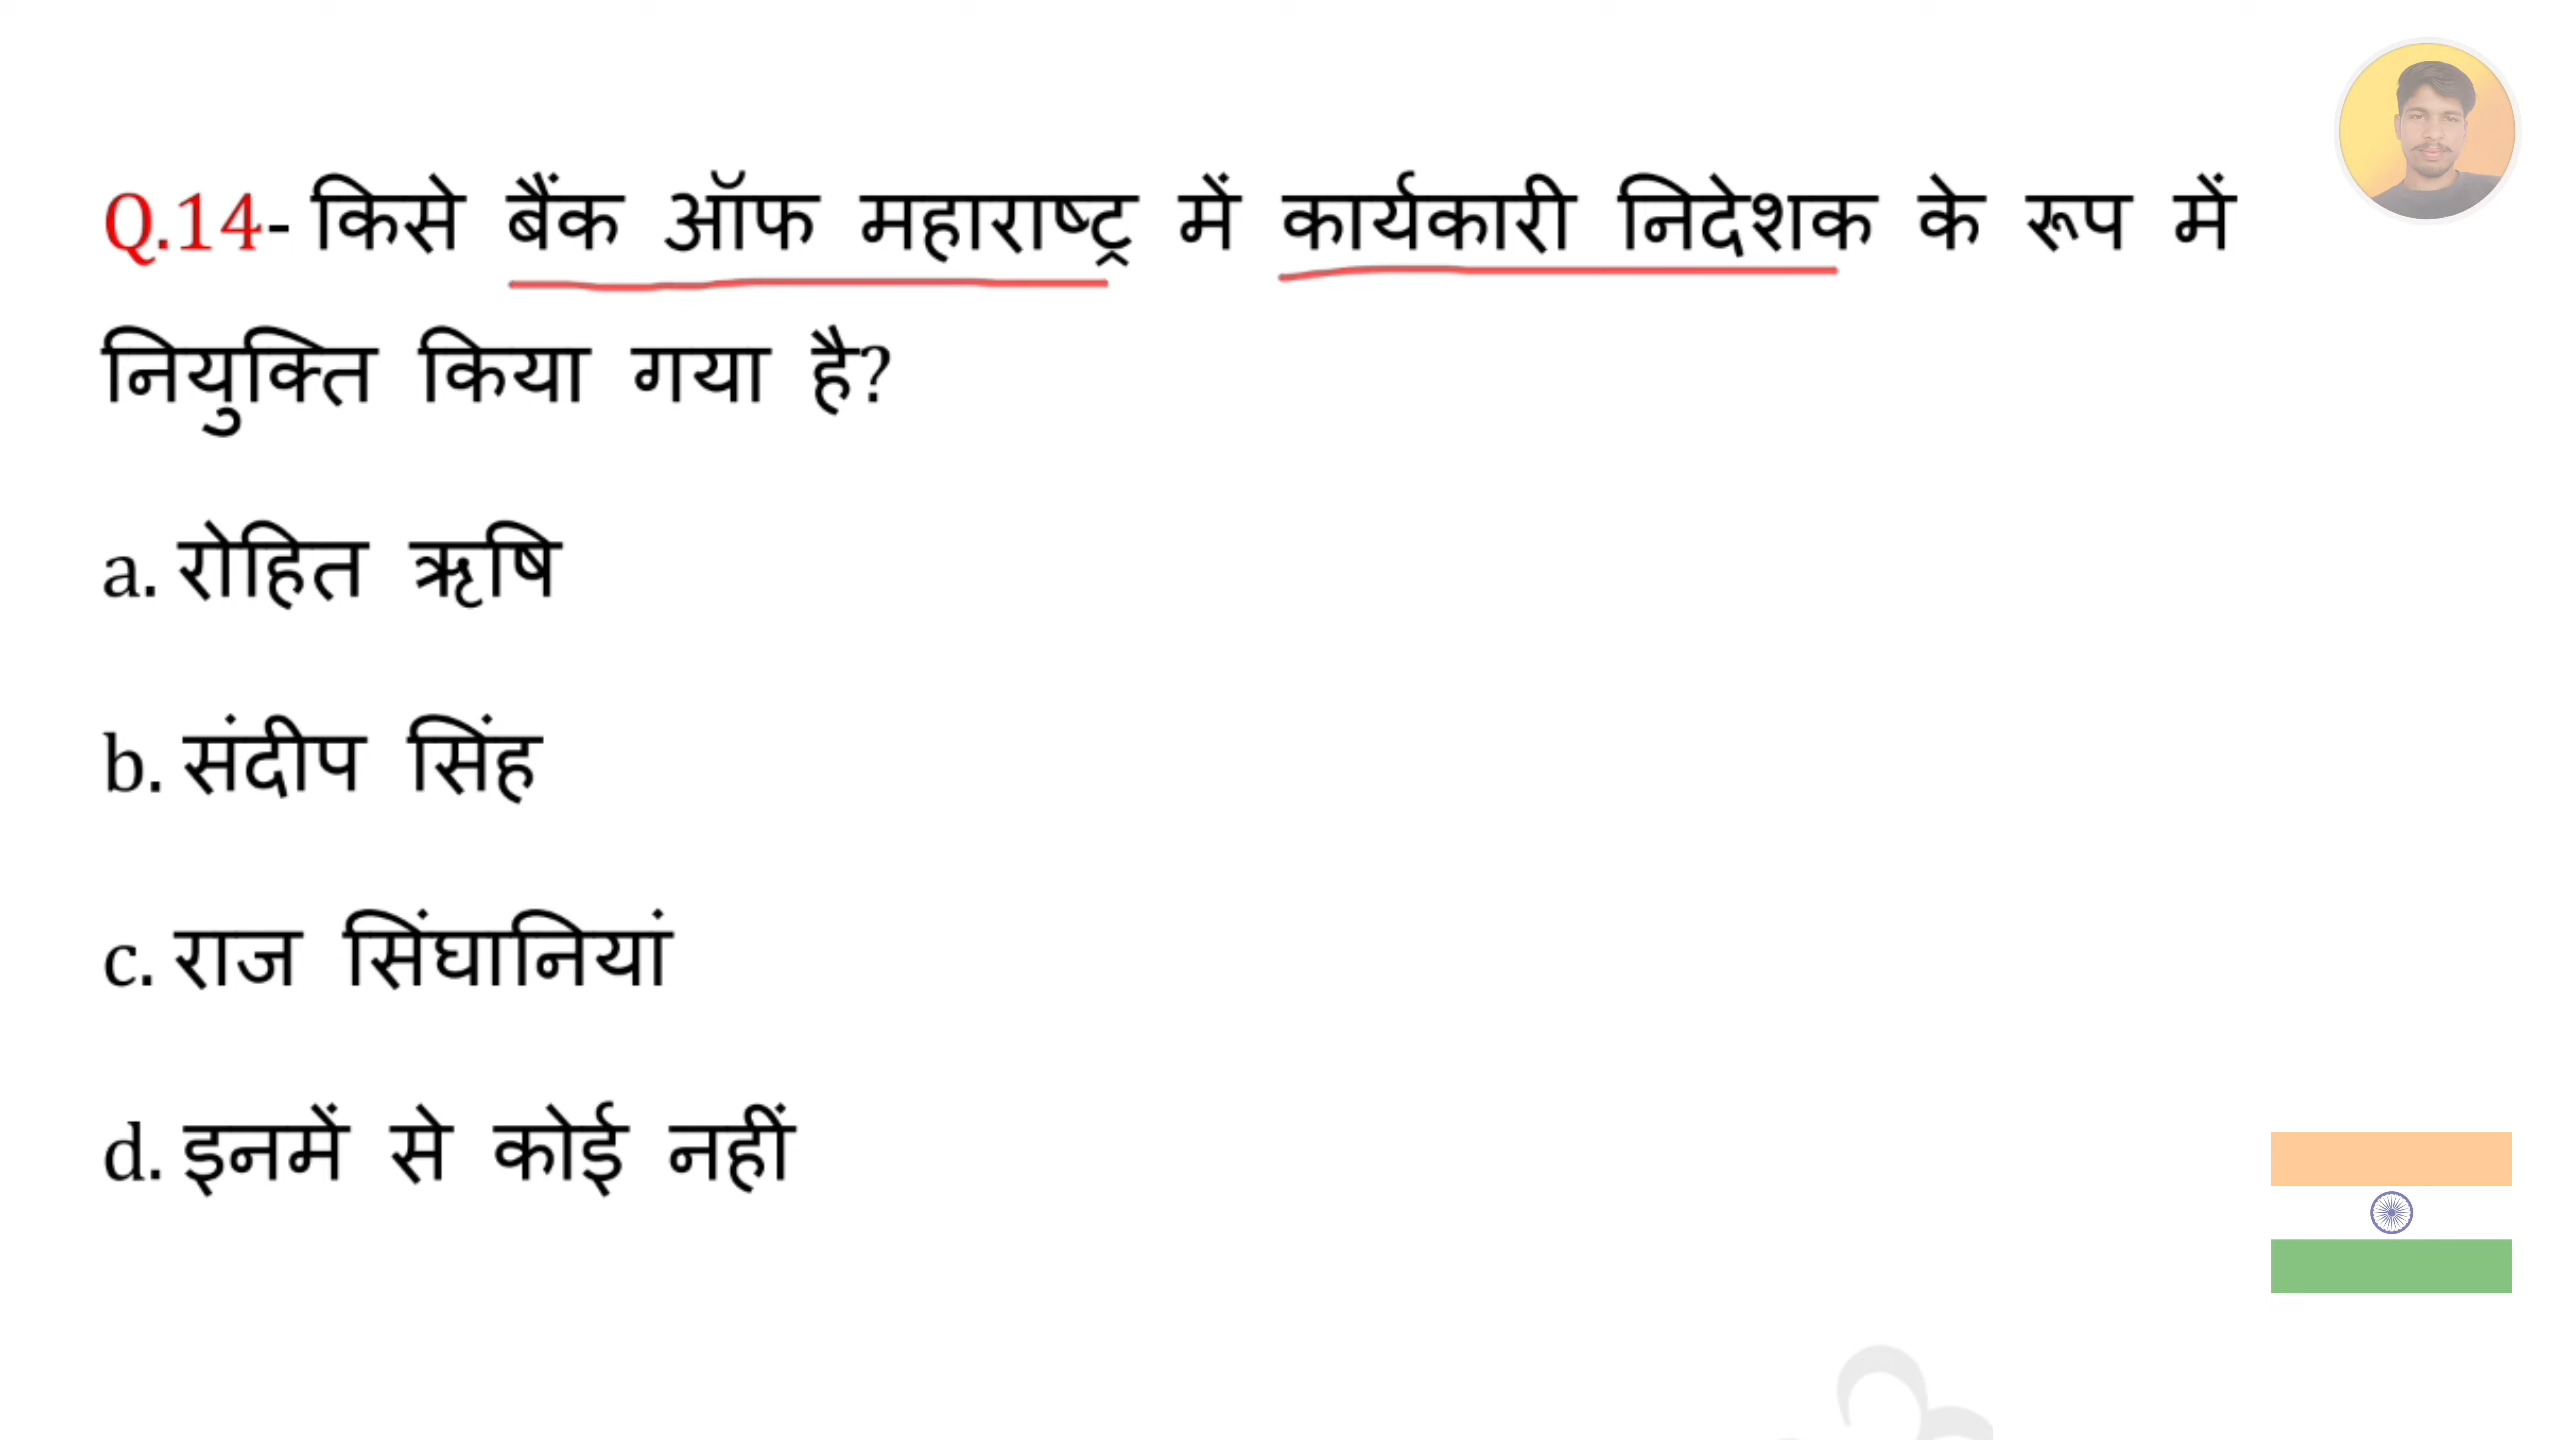 Q.14- किसे बैंक ऑफ महाराष्ट्र में कार्यकारी निदेशक के रूप में
नियुक्ति किया गया है?
a. रोहित ऋषि
b. संदीप सिंह
c. राज सिंघानियां
d. इनमें से कोई नहीं